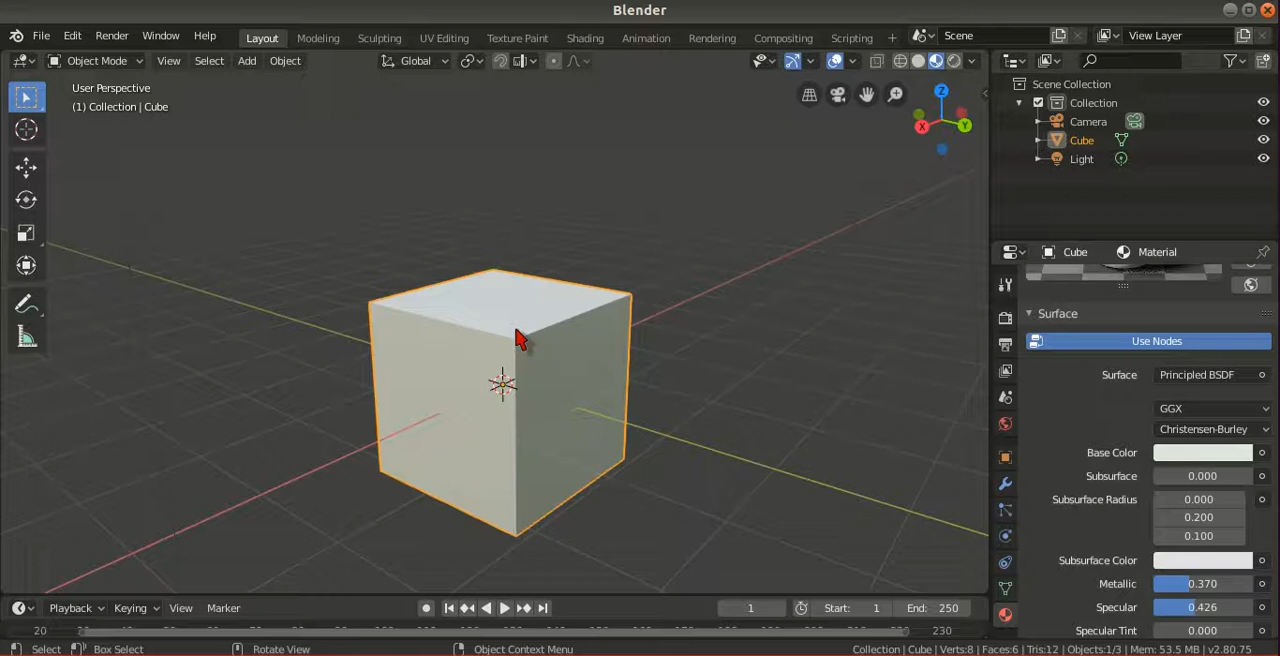 Blender
File Edit Render Window Help Layout Modeling Sculpting UV Editing Texture Paint Shading Animation Rendering Compositing Scripting + Scene View Layer
Object Mode View Select Add Object Global
User Perspective
(1) Collection | Cube
Z
X
Y
Scene Collection
Collection
Camera
Cube
Light
Cube Material
Surface
Use Nodes
Surface Principled BSDF
GGX
Christensen-Burley
Base Color
Subsurface 0.000
Subsurface Radius 0.000
0.200
0.100
Subsurface Color
Metallic 0.370
Specular 0.426
Specular Tint 0.000
Playback Keying View Marker 1 Start: 1 End: 250
20 230
Select Box Select Rotate View Object Context Menu Collection | Cube | Verts:8 | Faces:6 | Tris:12 | Objects:1/3 | Mem: 53.5 MB | v2.80.75